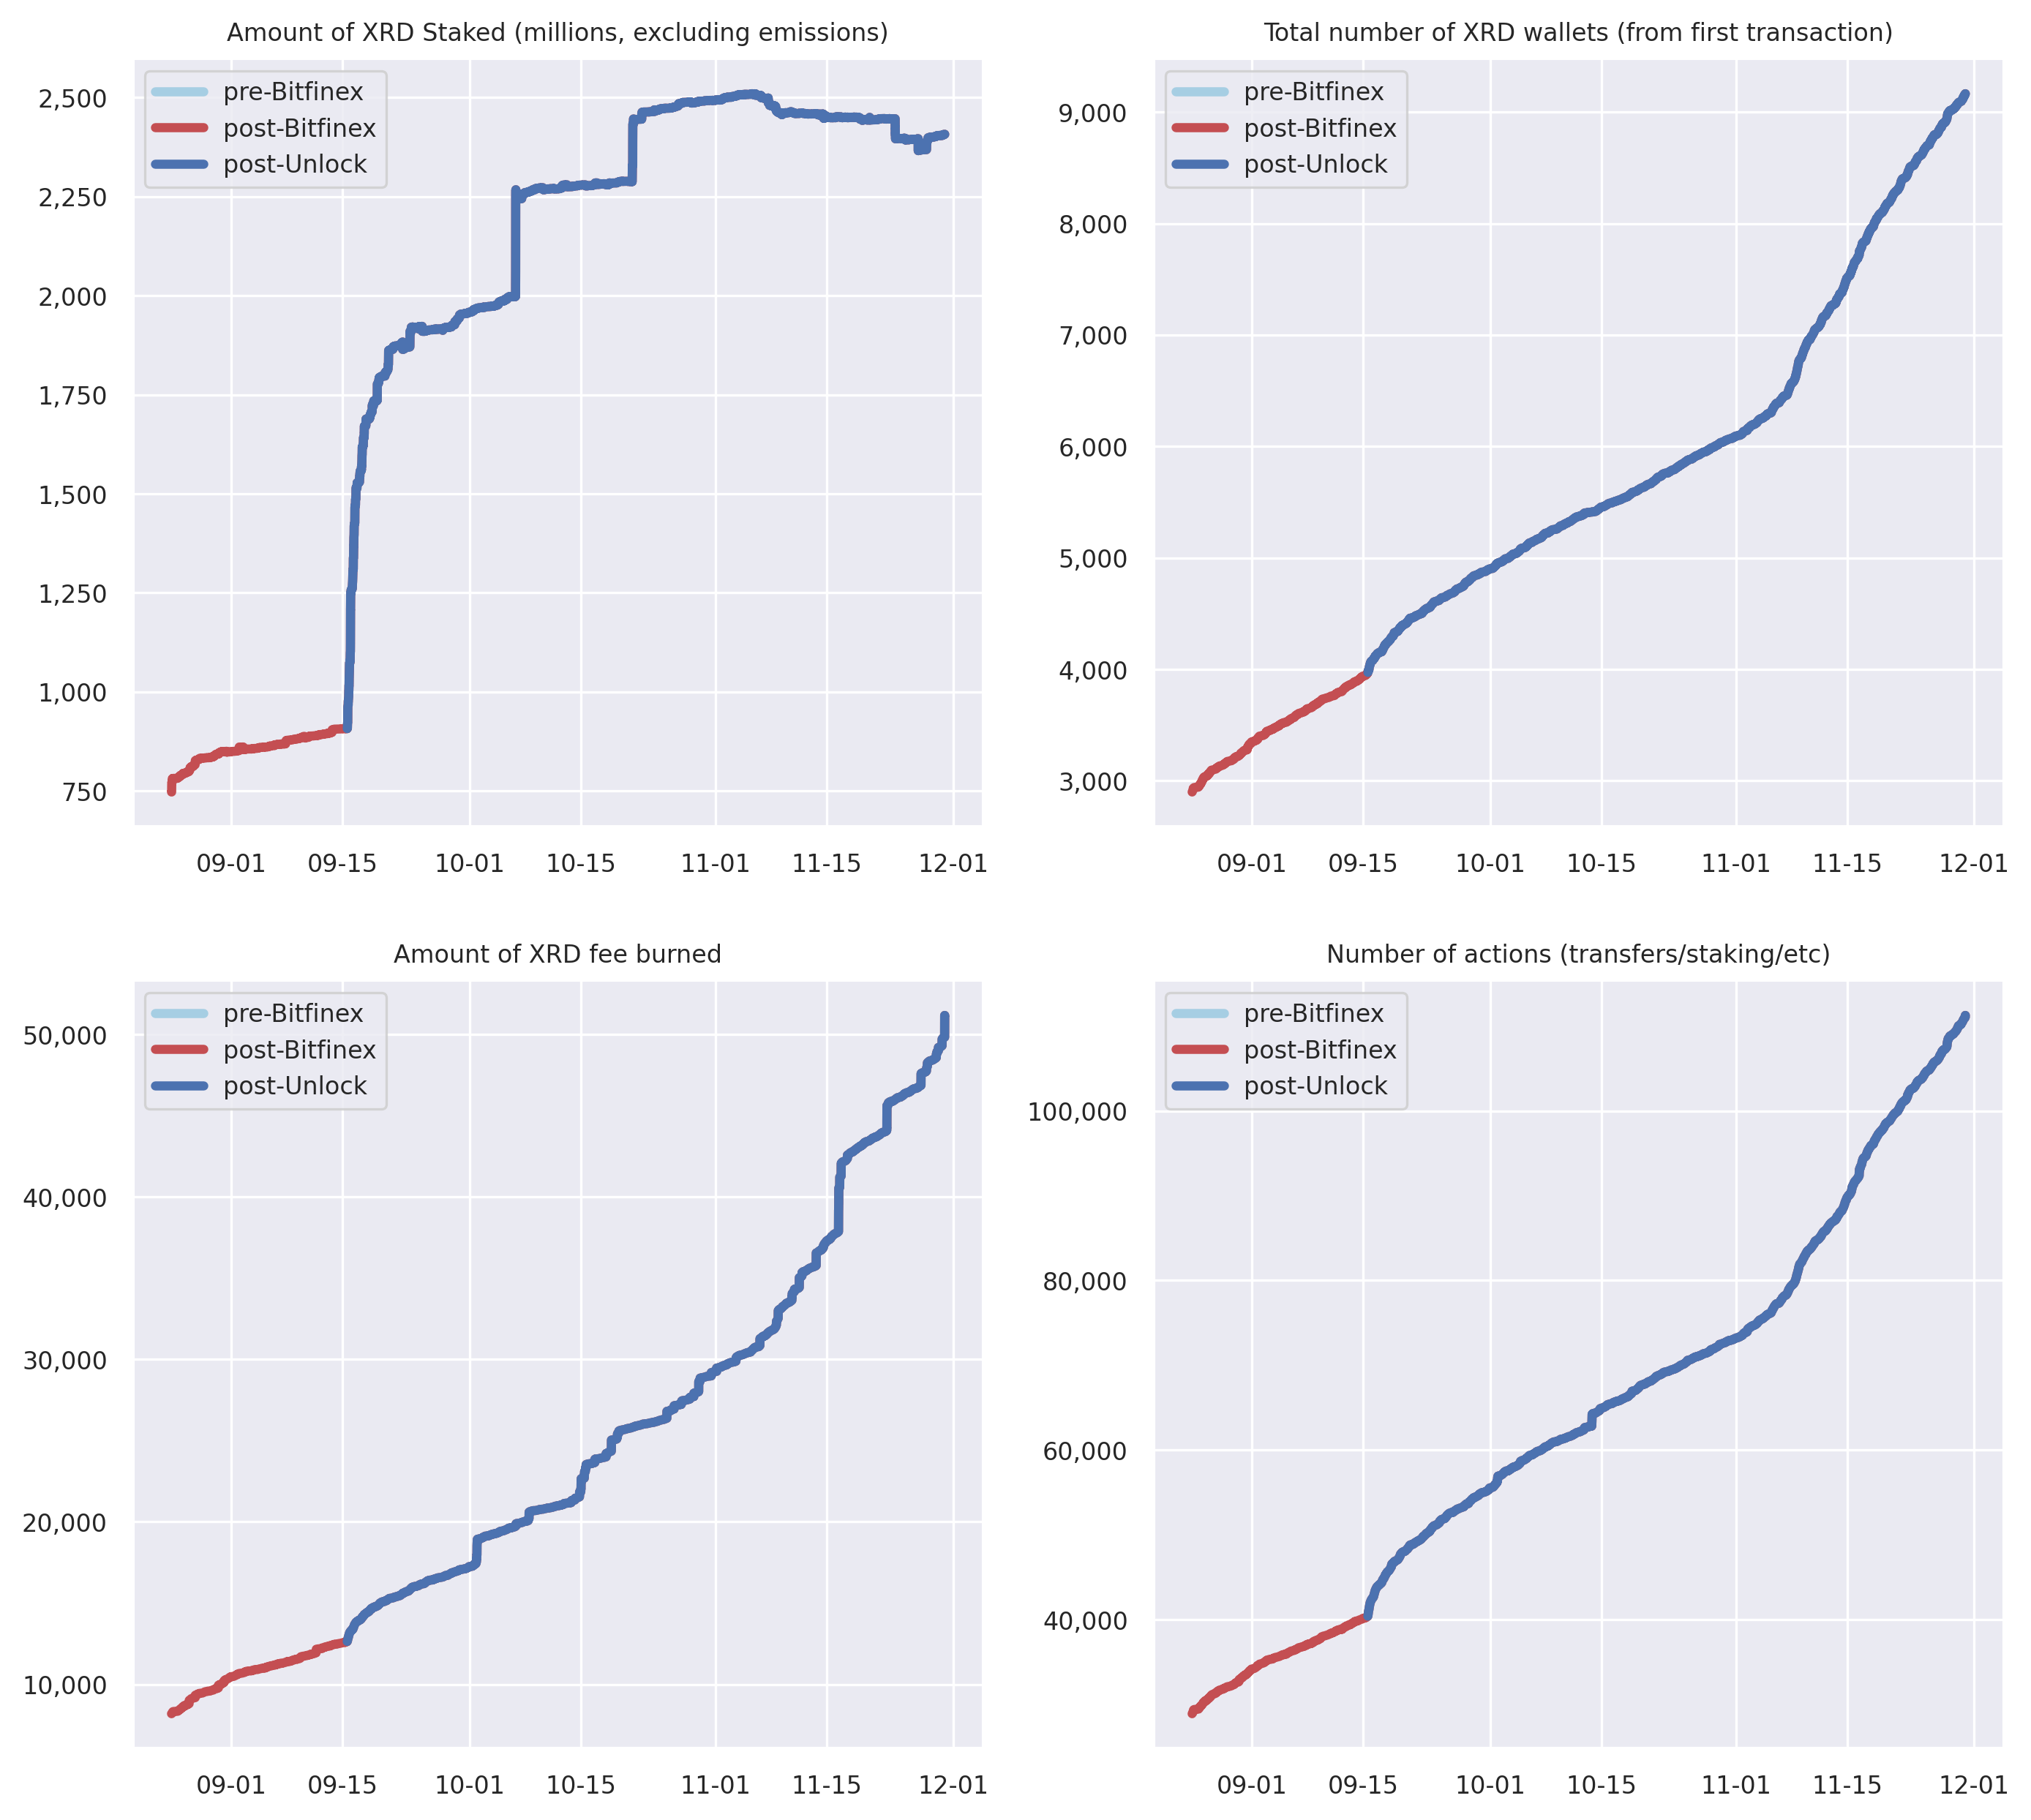 Amount of XRD Staked (millions, excluding emissions)
pre-Bitfinex
post-Bitfinex
post-Unlock
2,500
2,250
2,000
1,750
1,500
1,250
1,000
750
09-01 09-15 10-01 10-15 11-01 11-15 12-01
Total number of XRD wallets (from first transaction)
pre-Bitfinex
post-Bitfinex
post-Unlock
9,000
8,000
7,000
6,000
5,000
4,000
3,000
09-01 09-15 10-01 10-15 11-01 11-15 12-01
Amount of XRD fee burned
pre-Bitfinex
post-Bitfinex
post-Unlock
50,000
40,000
30,000
20,000
10,000
09-01 09-15 10-01 10-15 11-01 11-15 12-01
Number of actions (transfers/staking/etc)
pre-Bitfinex
post-Bitfinex
post-Unlock
100,000
80,000
60,000
40,000
09-01 09-15 10-01 10-15 11-01 11-15 12-01